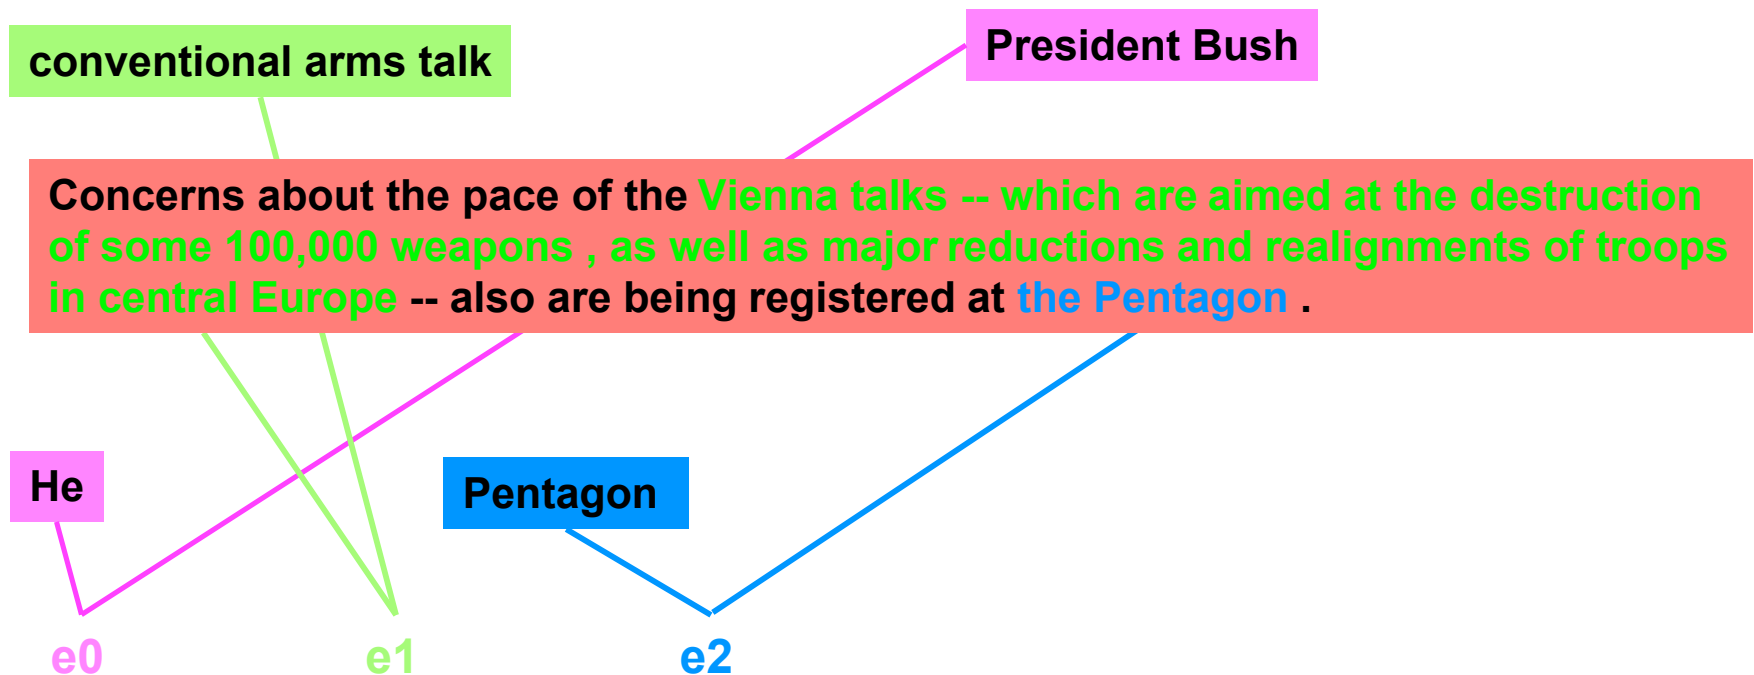 conventional arms talk
President Bush
Concerns about the pace of the Vienna talks -- which are aimed at the destruction
of some 100,000 weapons , as well as major reductions and realignments of troops
in central Europe -- also are being registered at the Pentagon .
He
Pentagon
e0
e1
e2